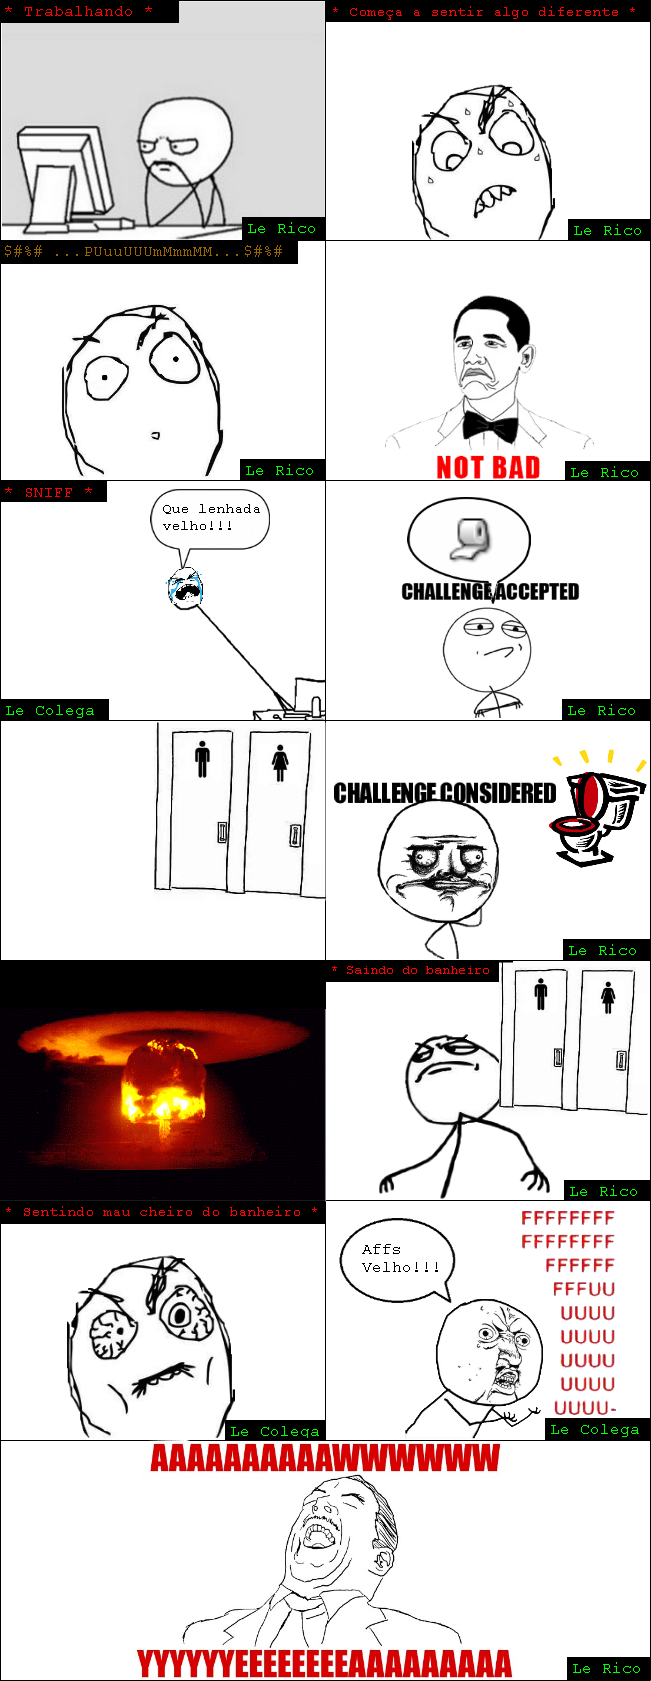 * Trabalhando *
Le Rico
* Começa a sentir algo diferente *
Le Rico
$#%# ...PUuuUUUmMmmMM...$#%#
Le Rico
NOT BAD
Le Rico
* SNIFF *
Que lenhada
velho!!!
Le Colega
CHALLENGE ACCEPTED
Le Rico
CHALLENGE CONSIDERED
Le Rico
* Saindo do banheiro
Le Rico
* Sentindo mau cheiro do banheiro *
Le Colega
Affs
Velho!!!
FFFFFFFF
FFFFFFFF
FFFFFF
FFFUU
UUUU
UUUU
UUUU
UUUU
UUUU-
Le Colega
AAAAAAAAAAWWWWWW
YYYYYYEEEEEEEEAAAAAAAAA
Le Rico